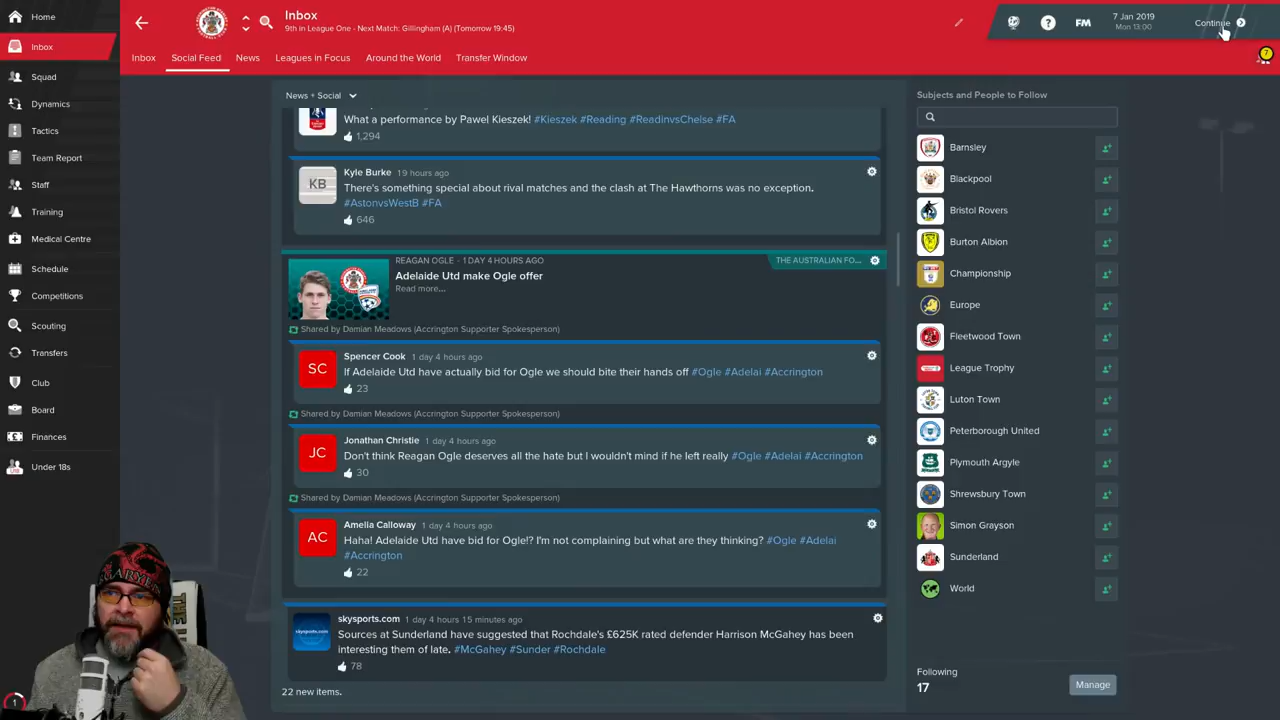 Home
Inbox
Squad
Dynamics
Tactics
Team Report
Staff
Training
Medical Centre
Schedule
Competitions
Scouting
Transfers
Club
Board
Finances
Under 18s
Inbox
9th in League One - Next Match: Gillingham (A) (Tomorrow 19:45)
FM
7 Jan 2019
Mon 13:00
Continue
7
Inbox
Social Feed
News
Leagues in Focus
Around the World
Transfer Window
News + Social
What a performance by Pawel Kieszek! #Kieszek #Reading #ReadinvsChelse #FA
1,294
KB
Kyle Burke 19 hours ago
There's something special about rival matches and the clash at The Hawthorns was no exception.
#AstonvsWestB #FA
646
REAGAN OGLE - 1 DAY 4 HOURS AGO
THE AUSTRALIAN FO...
Adelaide Utd make Ogle offer
Read more...
Shared by Damian Meadows (Accrington Supporter Spokesperson)
SC
Spencer Cook 1 day 4 hours ago
If Adelaide Utd have actually bid for Ogle we should bite their hands off #Ogle #Adelai #Accrington
23
Shared by Damian Meadows (Accrington Supporter Spokesperson)
JC
Jonathan Christie 1 day 4 hours ago
Don't think Reagan Ogle deserves all the hate but I wouldn't mind if he left really #Ogle #Adelai #Accrington
30
Shared by Damian Meadows (Accrington Supporter Spokesperson)
AC
Amelia Calloway 1 day 4 hours ago
Haha! Adelaide Utd have bid for Ogle!? I'm not complaining but what are they thinking? #Ogle #Adelai
#Accrington
22
skysports.com 1 day 4 hours 15 minutes ago
Sources at Sunderland have suggested that Rochdale's £625K rated defender Harrison McGahey has been
interesting them of late. #McGahey #Sunder #Rochdale
78
22 new items.
Subjects and People to Follow
Barnsley
Blackpool
Bristol Rovers
Burton Albion
Championship
Europe
Fleetwood Town
League Trophy
Luton Town
Peterborough United
Plymouth Argyle
Shrewsbury Town
Simon Grayson
Sunderland
World
Following
17
Manage
1